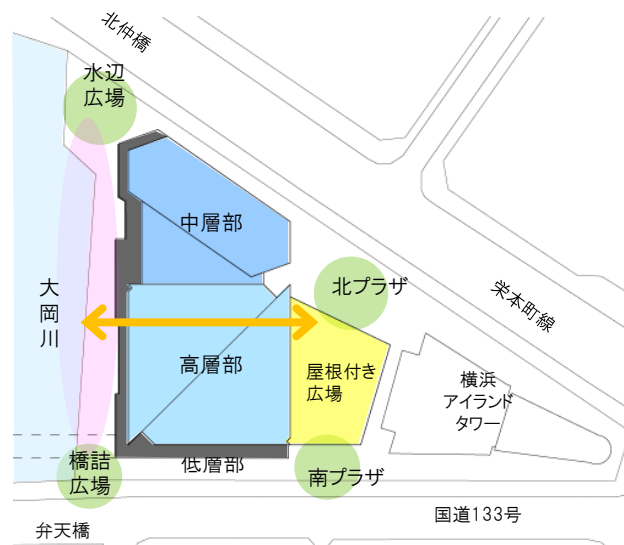 北仲橋
水辺
広場
中層部
北プラザ
栄本町線
大
岡
川
高層部
屋根付き
広場
横浜
アイランド
タワー
橋詰
広場
低層部
南プラザ
国道133号
弁天橋